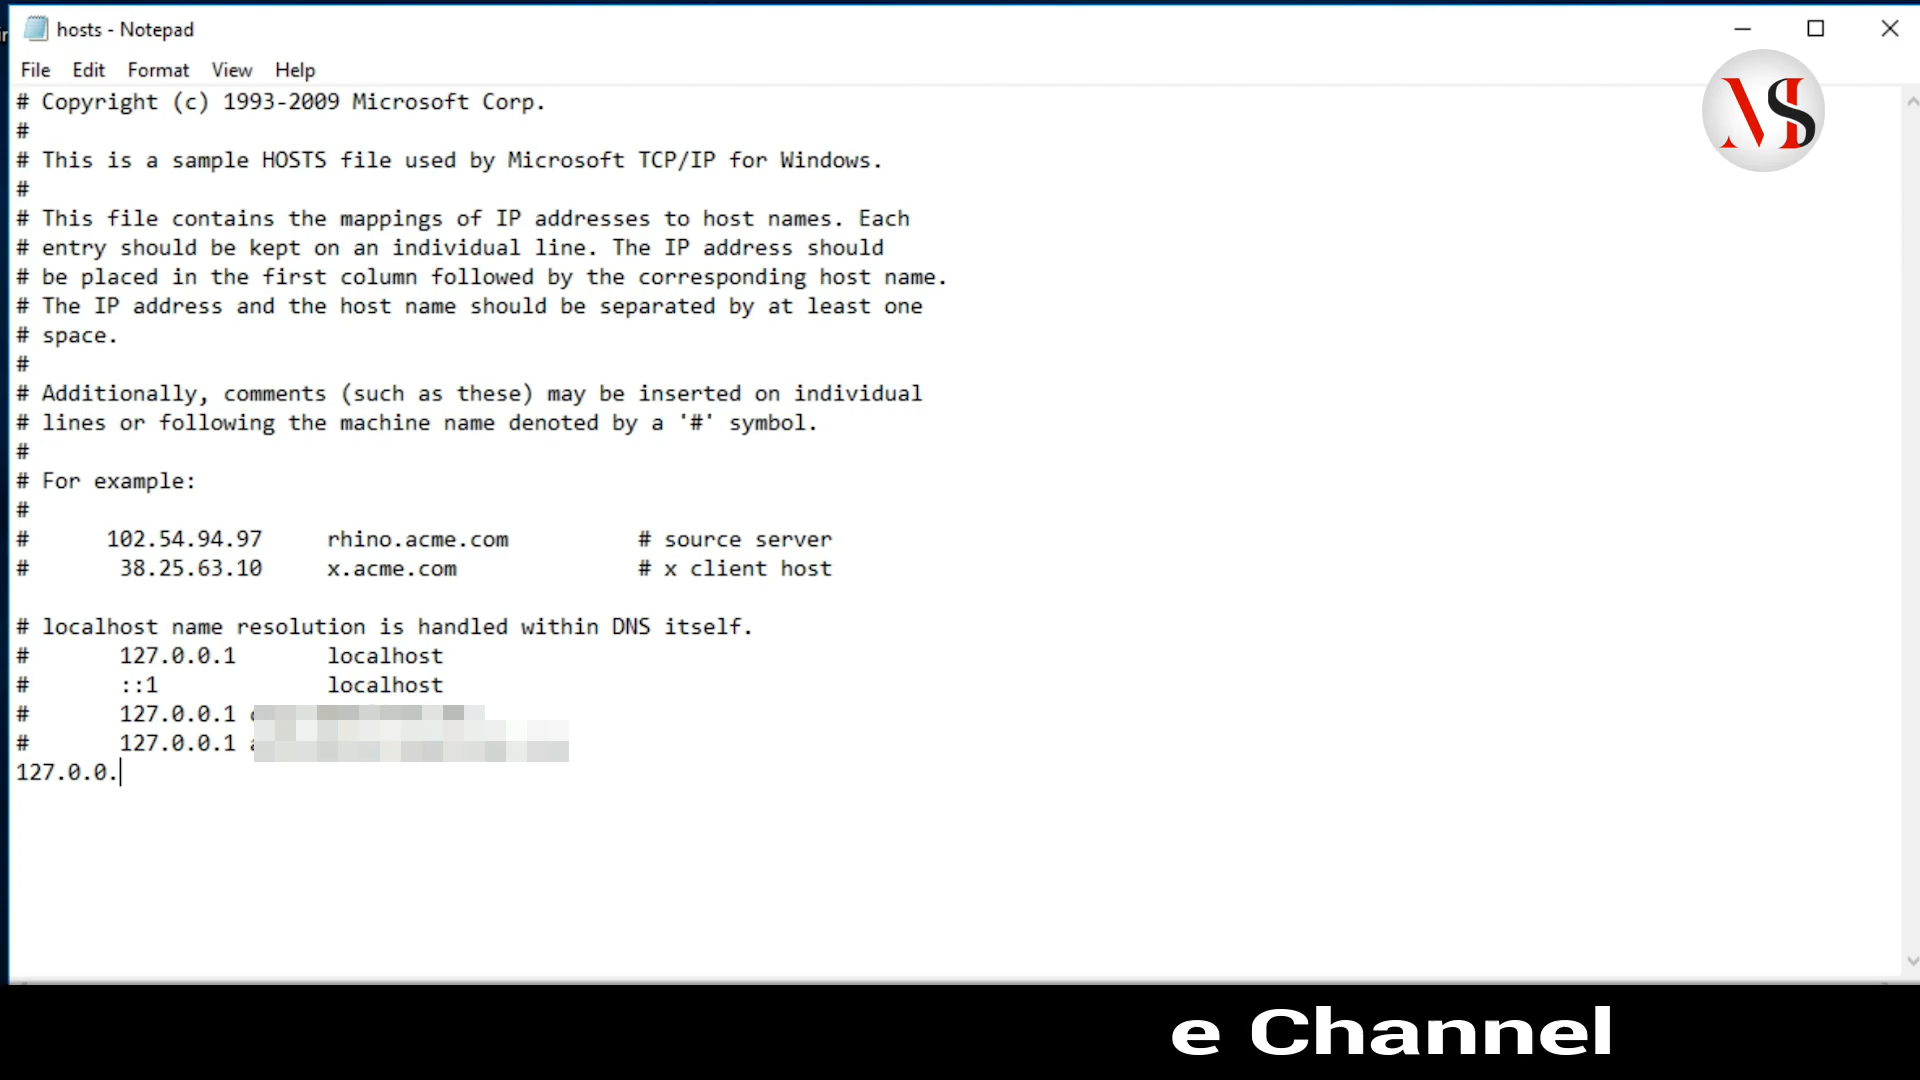 hosts - Notepad
File Edit Format View Help
MS
# Copyright (c) 1993-2009 Microsoft Corp.
#
# This is a sample HOSTS file used by Microsoft TCP/IP for Windows.
#
# This file contains the mappings of IP addresses to host names. Each
# entry should be kept on an individual line. The IP address should
# be placed in the first column followed by the corresponding host name.
# The IP address and the host name should be separated by at least one
# space.
#
# Additionally, comments (such as these) may be inserted on individual
# lines or following the machine name denoted by a '#' symbol.
#
# For example:
#
#      102.54.94.97     rhino.acme.com          # source server
#       38.25.63.10     x.acme.com              # x client host
# localhost name resolution is handled within DNS itself.
#       127.0.0.1       localhost
#       ::1             localhost
#       127.0.0.1
#       127.0.0.1
127.0.0.
e Channel